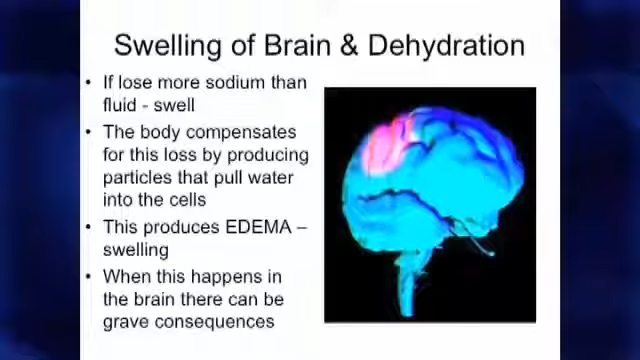 Swelling of Brain & Dehydration
• If lose more sodium than
fluid - swell
• The body compensates
for this loss by producing
particles that pull water
into the cells
• This produces EDEMA –
swelling
• When this happens in
the brain there can be
grave consequences